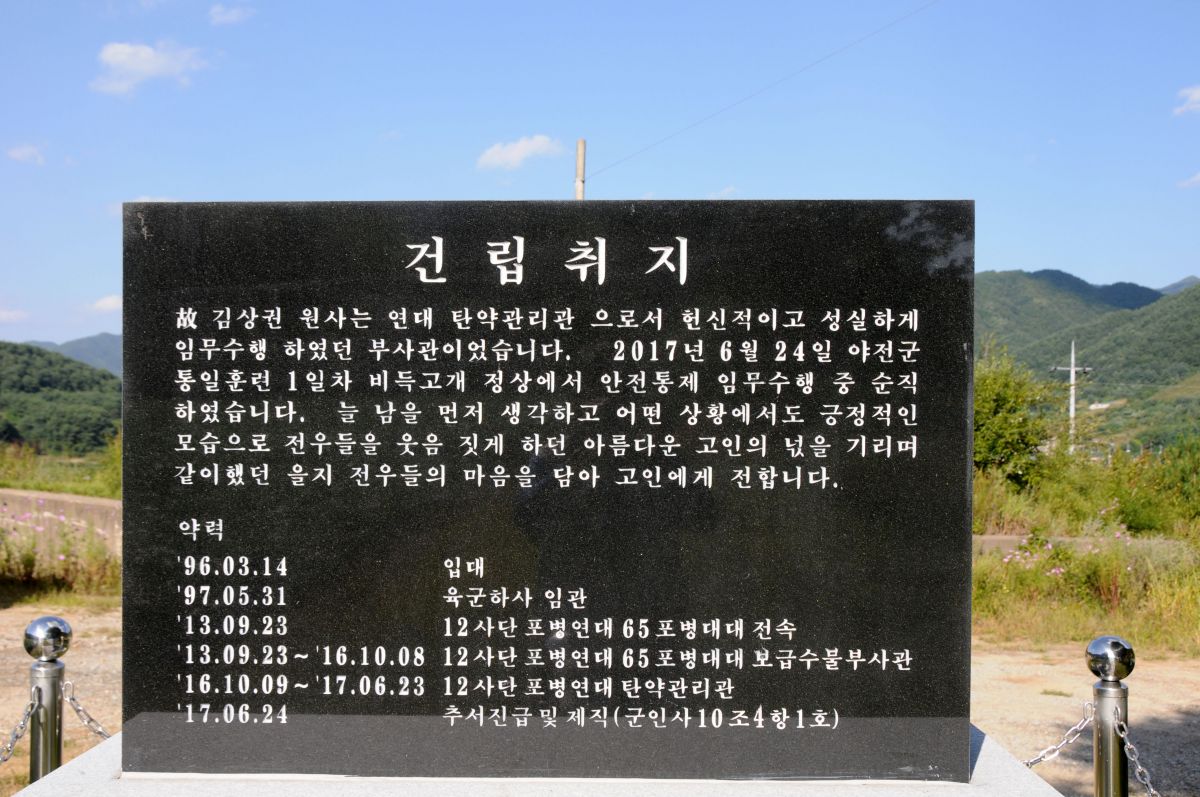 건립취지
故 김상권 원사는 연대 탄약관리관 으로서 헌신적이고 성실하게
임무수행 하였던 부사관이었습니다. 2017년 6월 24일 야전군
통일훈련 1일차 비득고개 정상에서 안전통제 임무수행 중 순직
하였습니다. 늘 남을 먼저 생각하고 어떤 상황에서도 긍정적인
모습으로 전우들을 웃음 짓게 하던 아름다운 고인의 넋을 기리며
같이했던 을지 전우들의 마음을 담아 고인에게 전합니다.
약력
'96.03.14 입대
'97.05.31 육군하사 임관
'13.09.23 12사단 포병연대 65포병대대 전속
'13.09.23~'16.10.08 12사단 포병연대 65포병대대 보급수불부사관
'16.10.09~'17.06.23 12사단 포병연대 탄약관리관
'17.06.24 추서진급 및 제직(군인사10조4항1호)